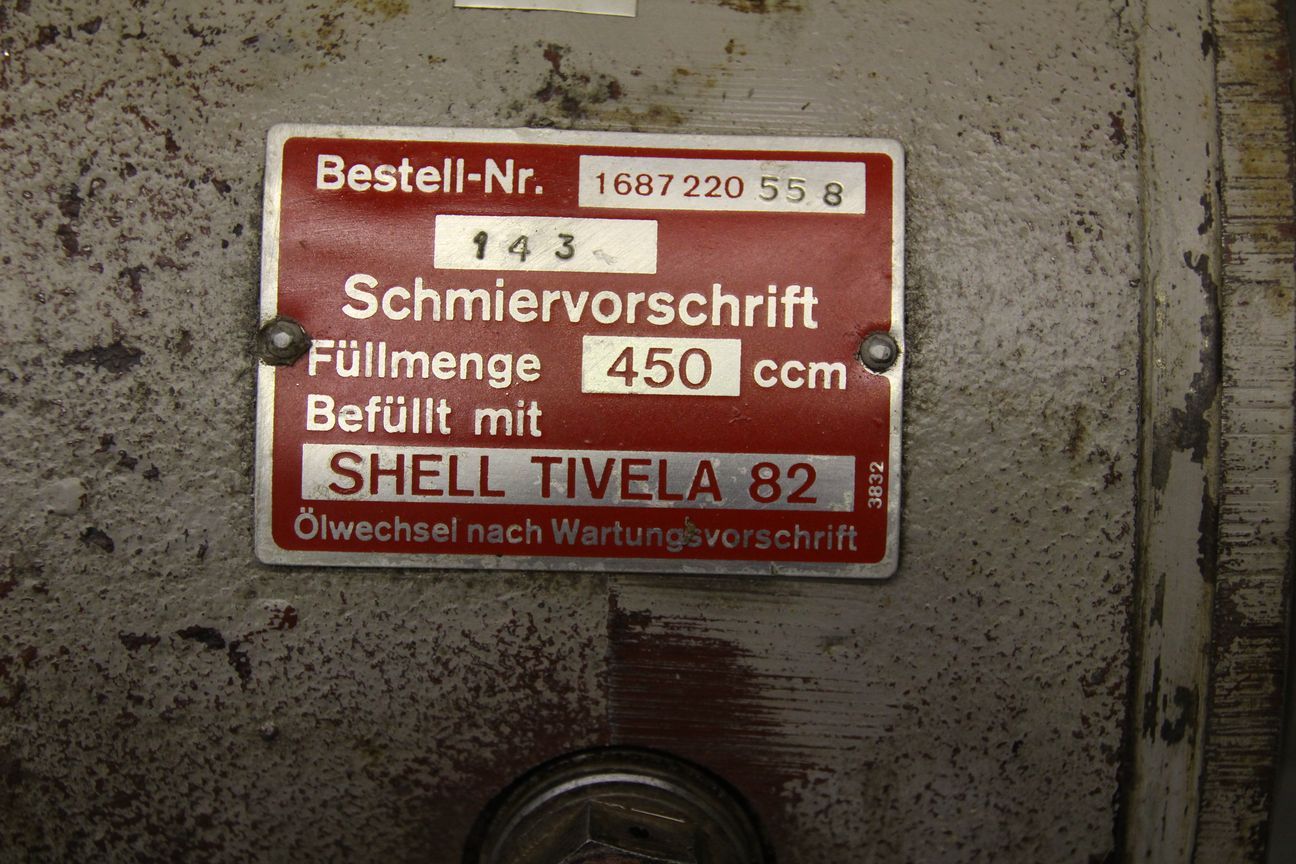 Bestell-Nr. 1687 220 55 8
143
Schmiervorschrift
Füllmenge 450 ccm
Befüllt mit
SHELL TIVELA 82
3832
Ölwechsel nach Wartungsvorschrift